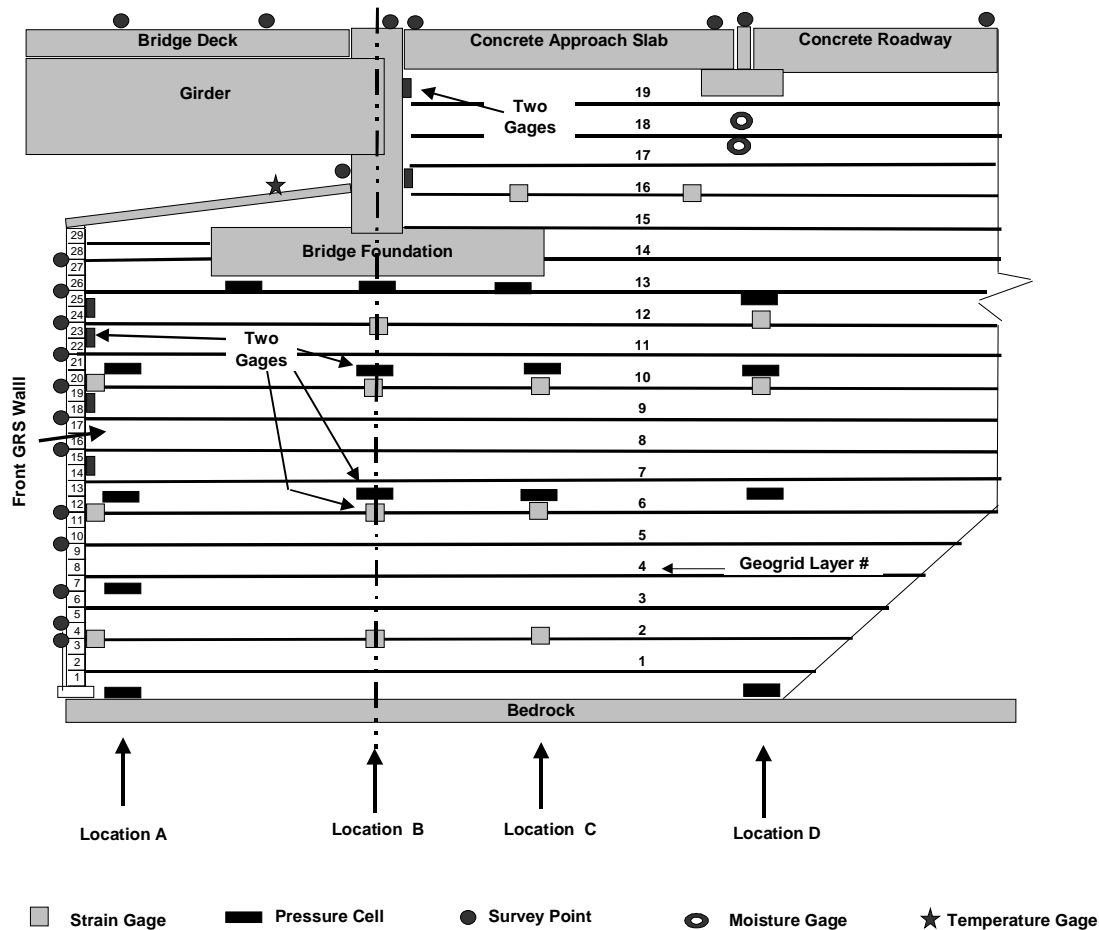 Bridge Deck
Concrete Approach Slab
Concrete Roadway
Girder
19
Two
Gages
18
17
16
15
29
28
27
26
25
24
23
22
21
20
19
18
17
16
15
14
13
12
11
10
9
8
7
6
5
4
3
2
1
Bridge Foundation
14
13
12
Two
Gages
11
10
9
8
7
6
5
4
Geogrid Layer #
3
2
1
Front GRS Walll
Bedrock
Location A
Location B
Location C
Location D
Strain Gage
Pressure Cell
Survey Point
Moisture Gage
Temperature Gage